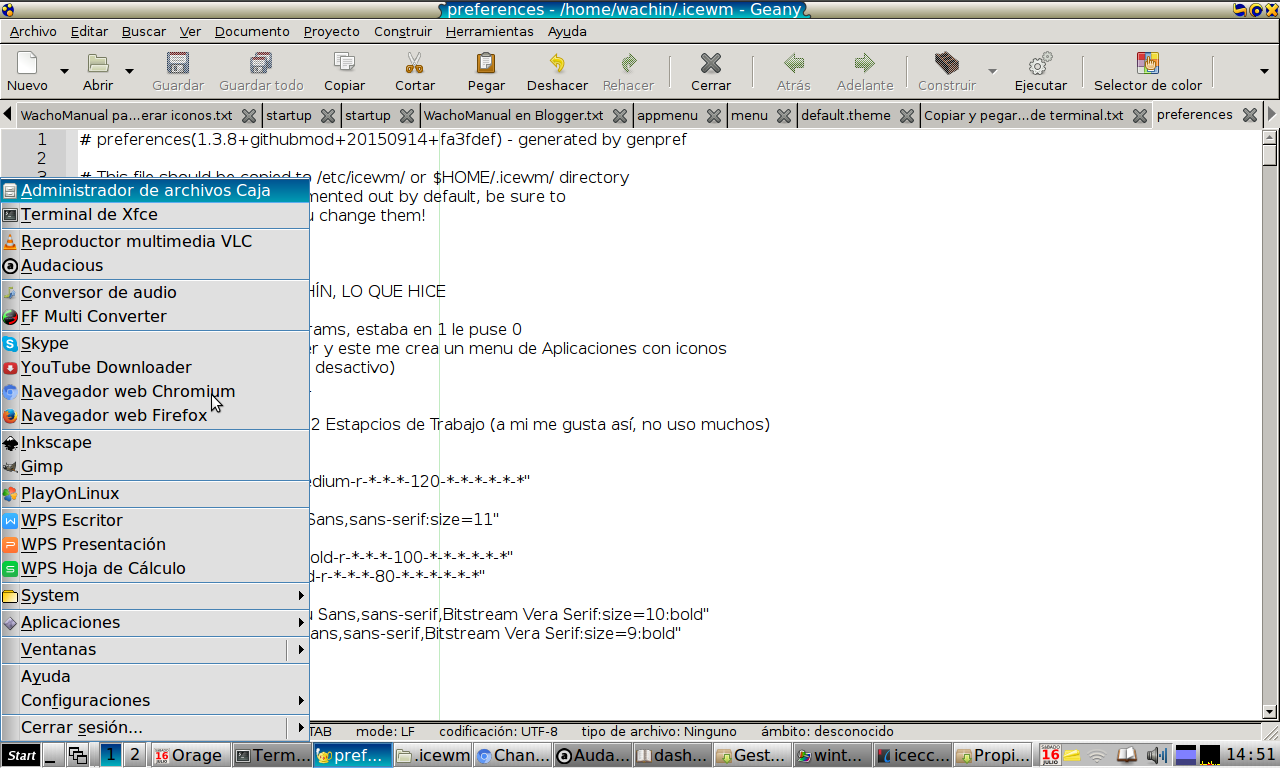 preferences - /home/wachin/.icewm - Geany
Archivo Editar Buscar Ver Documento Proyecto Construir Herramientas Ayuda
Nuevo Abrir Guardar Guardar todo Copiar Cortar Pegar Deshacer Rehacer Cerrar Atrás Adelante Construir Ejecutar Selector de color
WachoManual pa...erar iconos.txt startup startup WachoManual en Blogger.txt appmenu menu default.theme Copiar y pegar...de terminal.txt preferences
1 # preferences(1.3.8+githubmod+20150914+fa3fdef) - generated by genpref
2
3 # This file should be copied to /etc/icewm/ or $HOME/.icewm/ directory
mented out by default, be sure to
u change them!
HÍN, LO QUE HICE
rams, estaba en 1 le puse 0
er y este me crea un menu de Aplicaciones con iconos
desactivo)
2 Estapcios de Trabajo (a mi me gusta así, no uso muchos)
edium-r-*-*-*-120-*-*-*-*-*-*"
Sans,sans-serif:size=11"
old-r-*-*-*-100-*-*-*-*-*-*"
d-r-*-*-*-80-*-*-*-*-*-*"
u Sans,sans-serif,Bitstream Vera Serif:size=10:bold"
ans,sans-serif,Bitstream Vera Serif:size=9:bold"
Administrador de archivos Caja
Terminal de Xfce
Reproductor multimedia VLC
Audacious
Conversor de audio
FF Multi Converter
Skype
YouTube Downloader
Navegador web Chromium
Navegador web Firefox
Inkscape
Gimp
PlayOnLinux
WPS Escritor
WPS Presentación
WPS Hoja de Cálculo
System
Aplicaciones
Ventanas
Ayuda
Configuraciones
Cerrar sesión...
TAB mode: LF codificación: UTF-8 tipo de archivo: Ninguno ámbito: desconocido
Start 1 2 Orage Term... pref... .icewm Chan... Auda... dash... Gest... wint... icecc... Propi... SÁBADO 16 JULIO 14:51